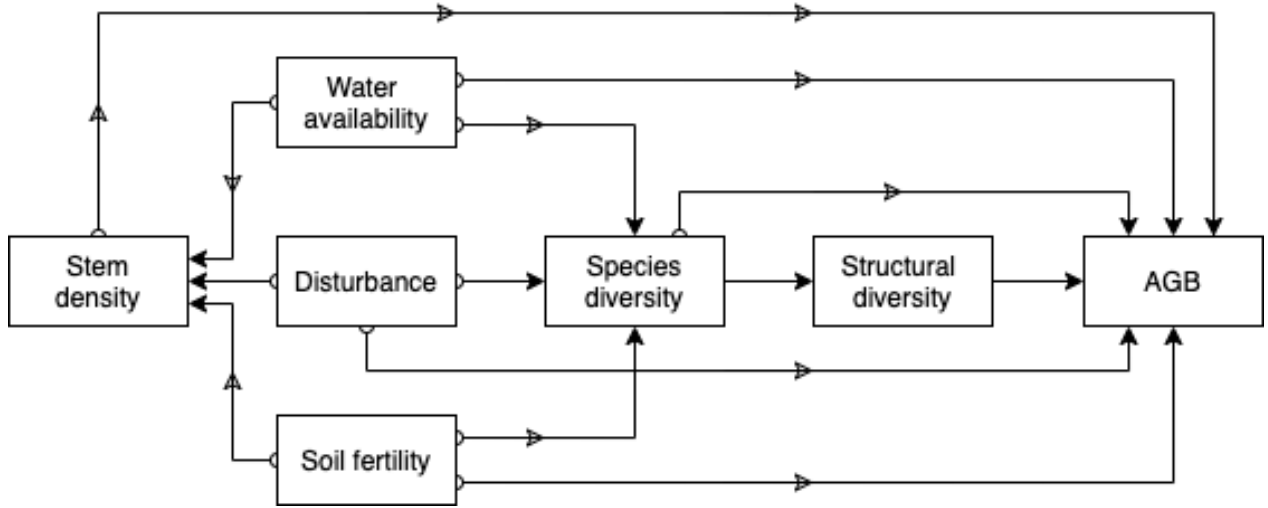 Water
availability
Stem
density
Disturbance
Species
diversity
Structural
diversity
AGB
Soil fertility